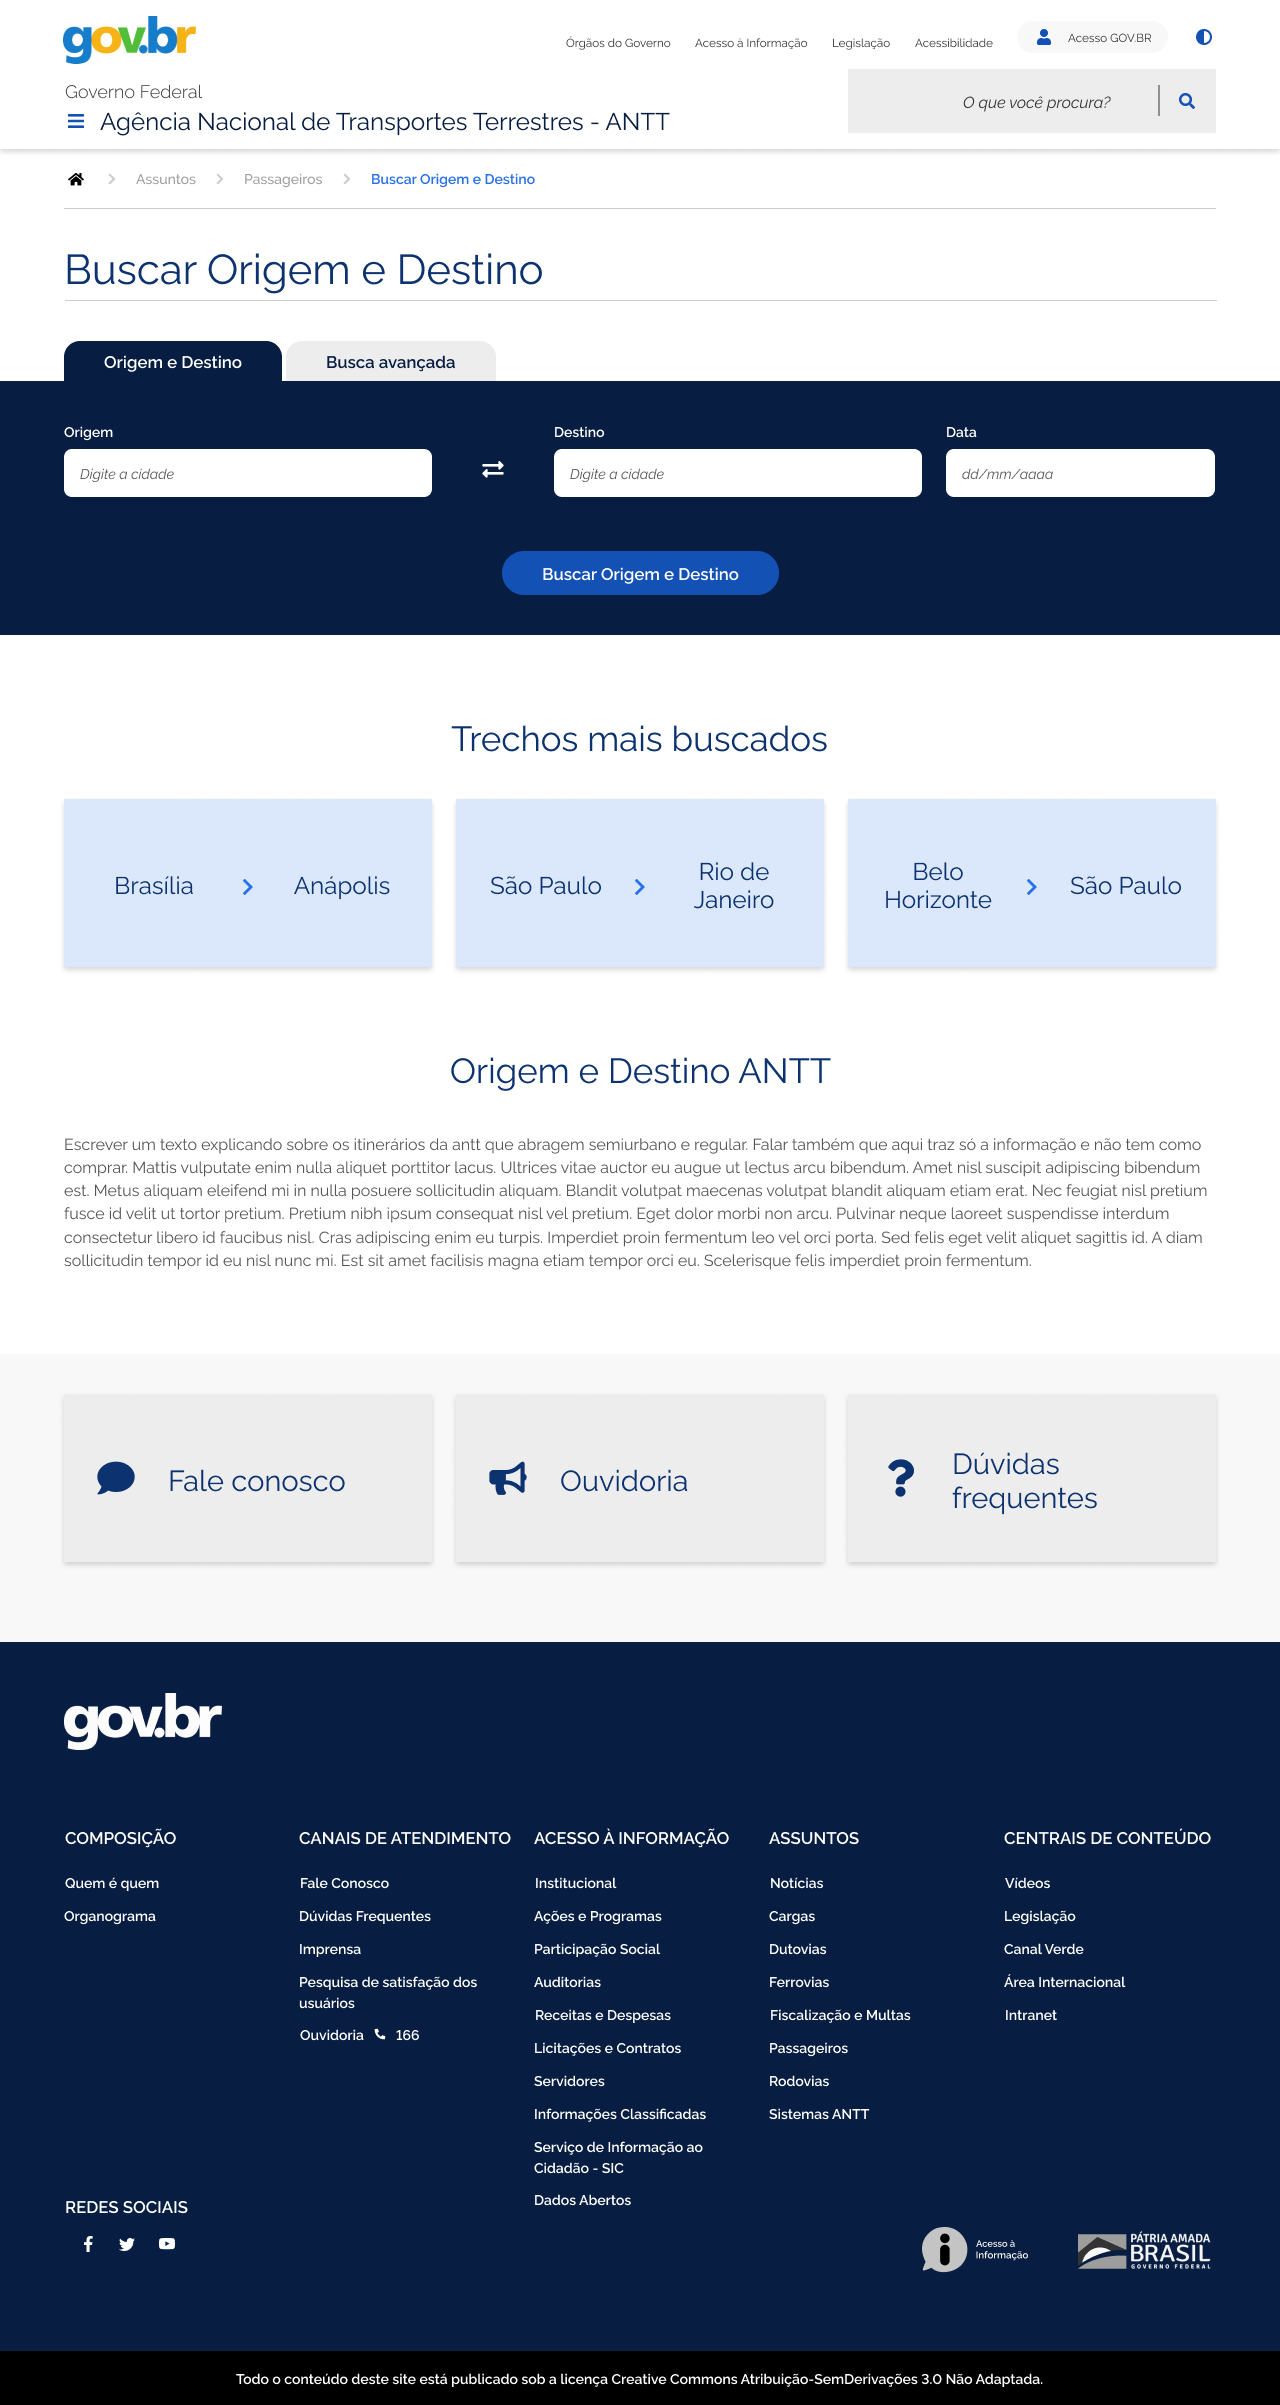 gov.br
Órgãos do Governo
Acesso à Informação
Legislação
Acessibilidade
Acesso GOV.BR
Governo Federal
Agência Nacional de Transportes Terrestres - ANTT
O que você procura?
Assuntos
Passageiros
Buscar Origem e Destino
Buscar Origem e Destino
Origem e Destino
Busca avançada
Origem
Destino
Data
Digite a cidade
Digite a cidade
dd/mm/aaaa
Buscar Origem e Destino
Trechos mais buscados
Brasília
Anápolis
São Paulo
Rio de
Janeiro
Belo
Horizonte
São Paulo
Origem e Destino ANTT
Escrever um texto explicando sobre os itinerários da antt que abragem semiurbano e regular. Falar também que aqui traz só a informação e não tem como
comprar. Mattis vulputate enim nulla aliquet porttitor lacus. Ultrices vitae auctor eu augue ut lectus arcu bibendum. Amet nisl suscipit adipiscing bibendum
est. Metus aliquam eleifend mi in nulla posuere sollicitudin aliquam. Blandit volutpat maecenas volutpat blandit aliquam etiam erat. Nec feugiat nisl pretium
fusce id velit ut tortor pretium. Pretium nibh ipsum consequat nisl vel pretium. Eget dolor morbi non arcu. Pulvinar neque laoreet suspendisse interdum
consectetur libero id faucibus nisl. Cras adipiscing enim eu turpis. Imperdiet proin fermentum leo vel orci porta. Sed felis eget velit aliquet sagittis id. A diam
sollicitudin tempor id eu nisl nunc mi. Est sit amet facilisis magna etiam tempor orci eu. Scelerisque felis imperdiet proin fermentum.
Fale conosco
Ouvidoria
Dúvidas
frequentes
gov.br
COMPOSIÇÃO
Quem é quem
Organograma
CANAIS DE ATENDIMENTO
Fale Conosco
Dúvidas Frequentes
Imprensa
Pesquisa de satisfação dos
usuários
Ouvidoria 166
ACESSO À INFORMAÇÃO
Institucional
Ações e Programas
Participação Social
Auditorias
Receitas e Despesas
Licitações e Contratos
Servidores
Informações Classificadas
Serviço de Informação ao
Cidadão - SIC
Dados Abertos
ASSUNTOS
Notícias
Cargas
Dutovias
Ferrovias
Fiscalização e Multas
Passageiros
Rodovias
Sistemas ANTT
CENTRAIS DE CONTEÚDO
Vídeos
Legislação
Canal Verde
Área Internacional
Intranet
REDES SOCIAIS
Acesso à
Informação
PÁTRIA AMADA
BRASIL
GOVERNO FEDERAL
Todo o conteúdo deste site está publicado sob a licença Creative Commons Atribuição-SemDerivações 3.0 Não Adaptada.